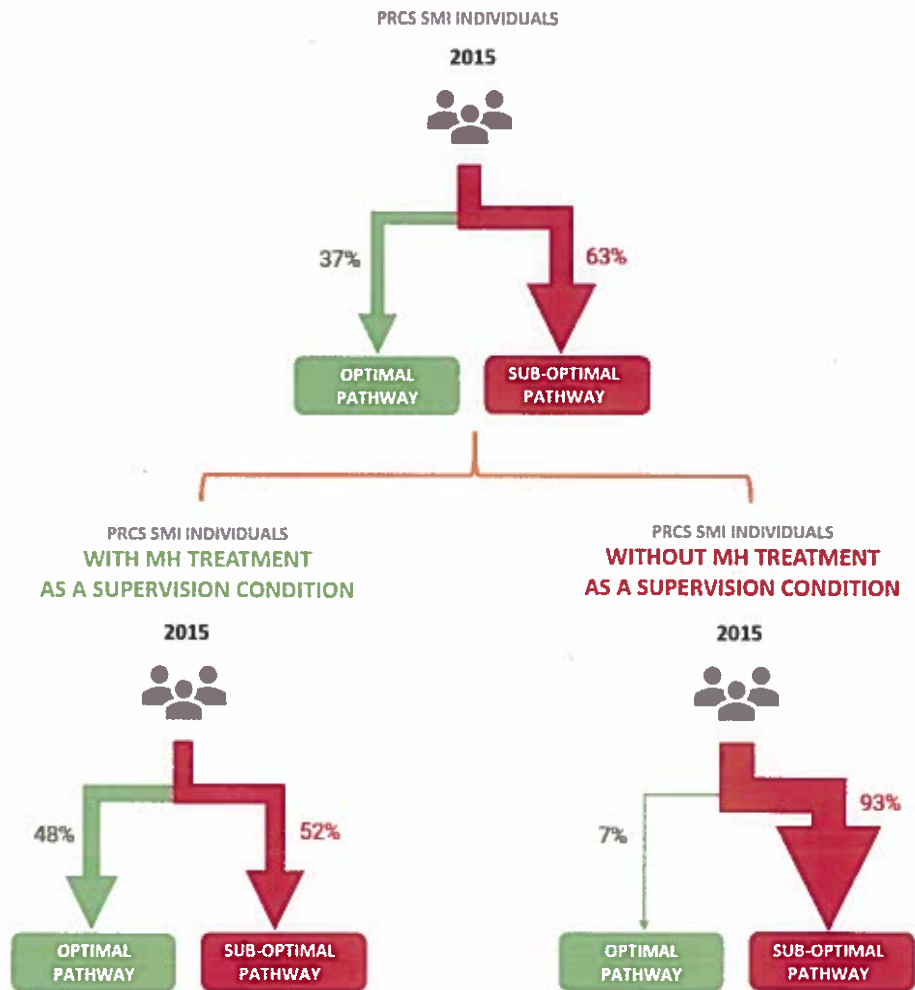 PRCS SMI INDIVIDUALS
2015
37%
63%
OPTIMAL
PATHWAY
SUB-OPTIMAL
PATHWAY
PRCS SMI INDIVIDUALS
WITH MH TREATMENT
AS A SUPERVISION CONDITION
2015
48%
52%
OPTIMAL
PATHWAY
SUB-OPTIMAL
PATHWAY
PRCS SMI INDIVIDUALS
WITHOUT MH TREATMENT
AS A SUPERVISION CONDITION
2015
7%
93%
OPTIMAL
PATHWAY
SUB-OPTIMAL
PATHWAY